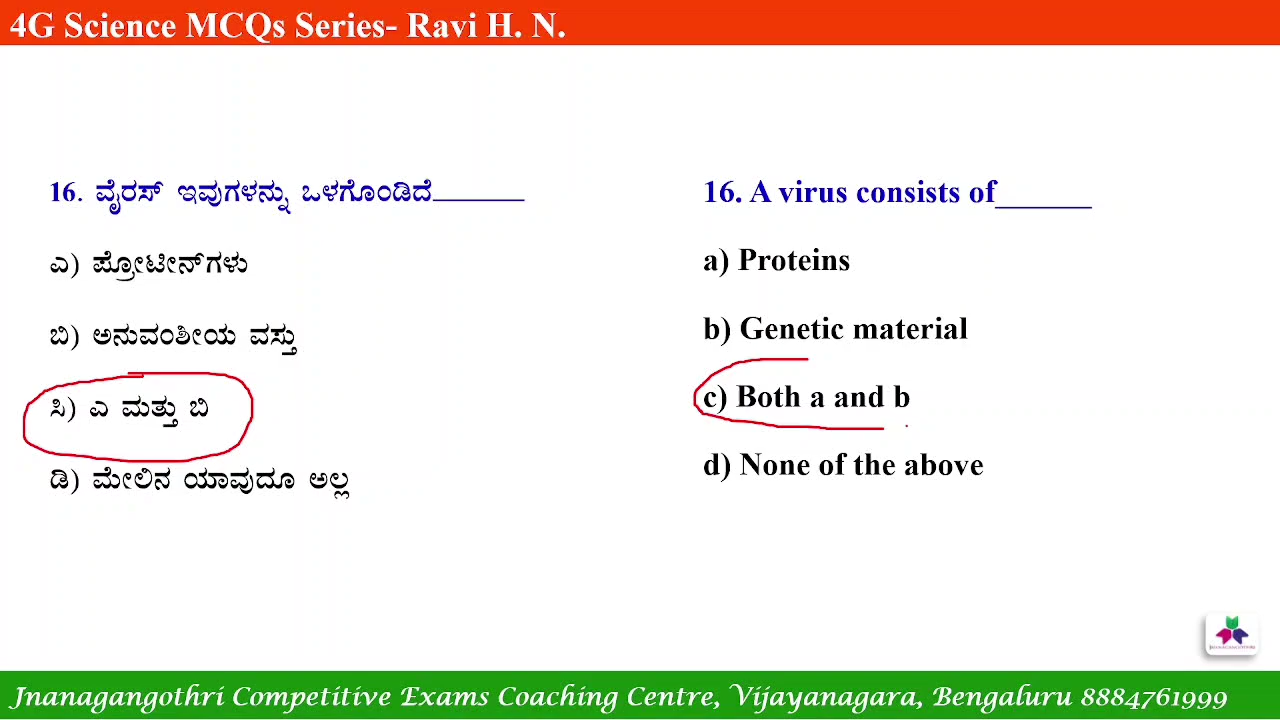 4G Science MCQs Series- Ravi H. N.
16. ವೈರಸ್ ಇವುಗಳನ್ನು ಒಳಗೊಂಡಿದೆ______
ಎ) ಪ್ರೋಟೀನ್‌ಗಳು
ಬಿ) ಅನುವಂಶೀಯ ವಸ್ತು
ಸಿ) ಎ ಮತ್ತು ಬಿ
ಡಿ) ಮೇಲಿನ ಯಾವುದೂ ಅಲ್ಲ
16. A virus consists of______
a) Proteins
b) Genetic material
c) Both a and b
d) None of the above
JNANAGANGOTHRI
Jnanagangothri Competitive Exams Coaching Centre, Vijayanagara, Bengaluru 8884761999